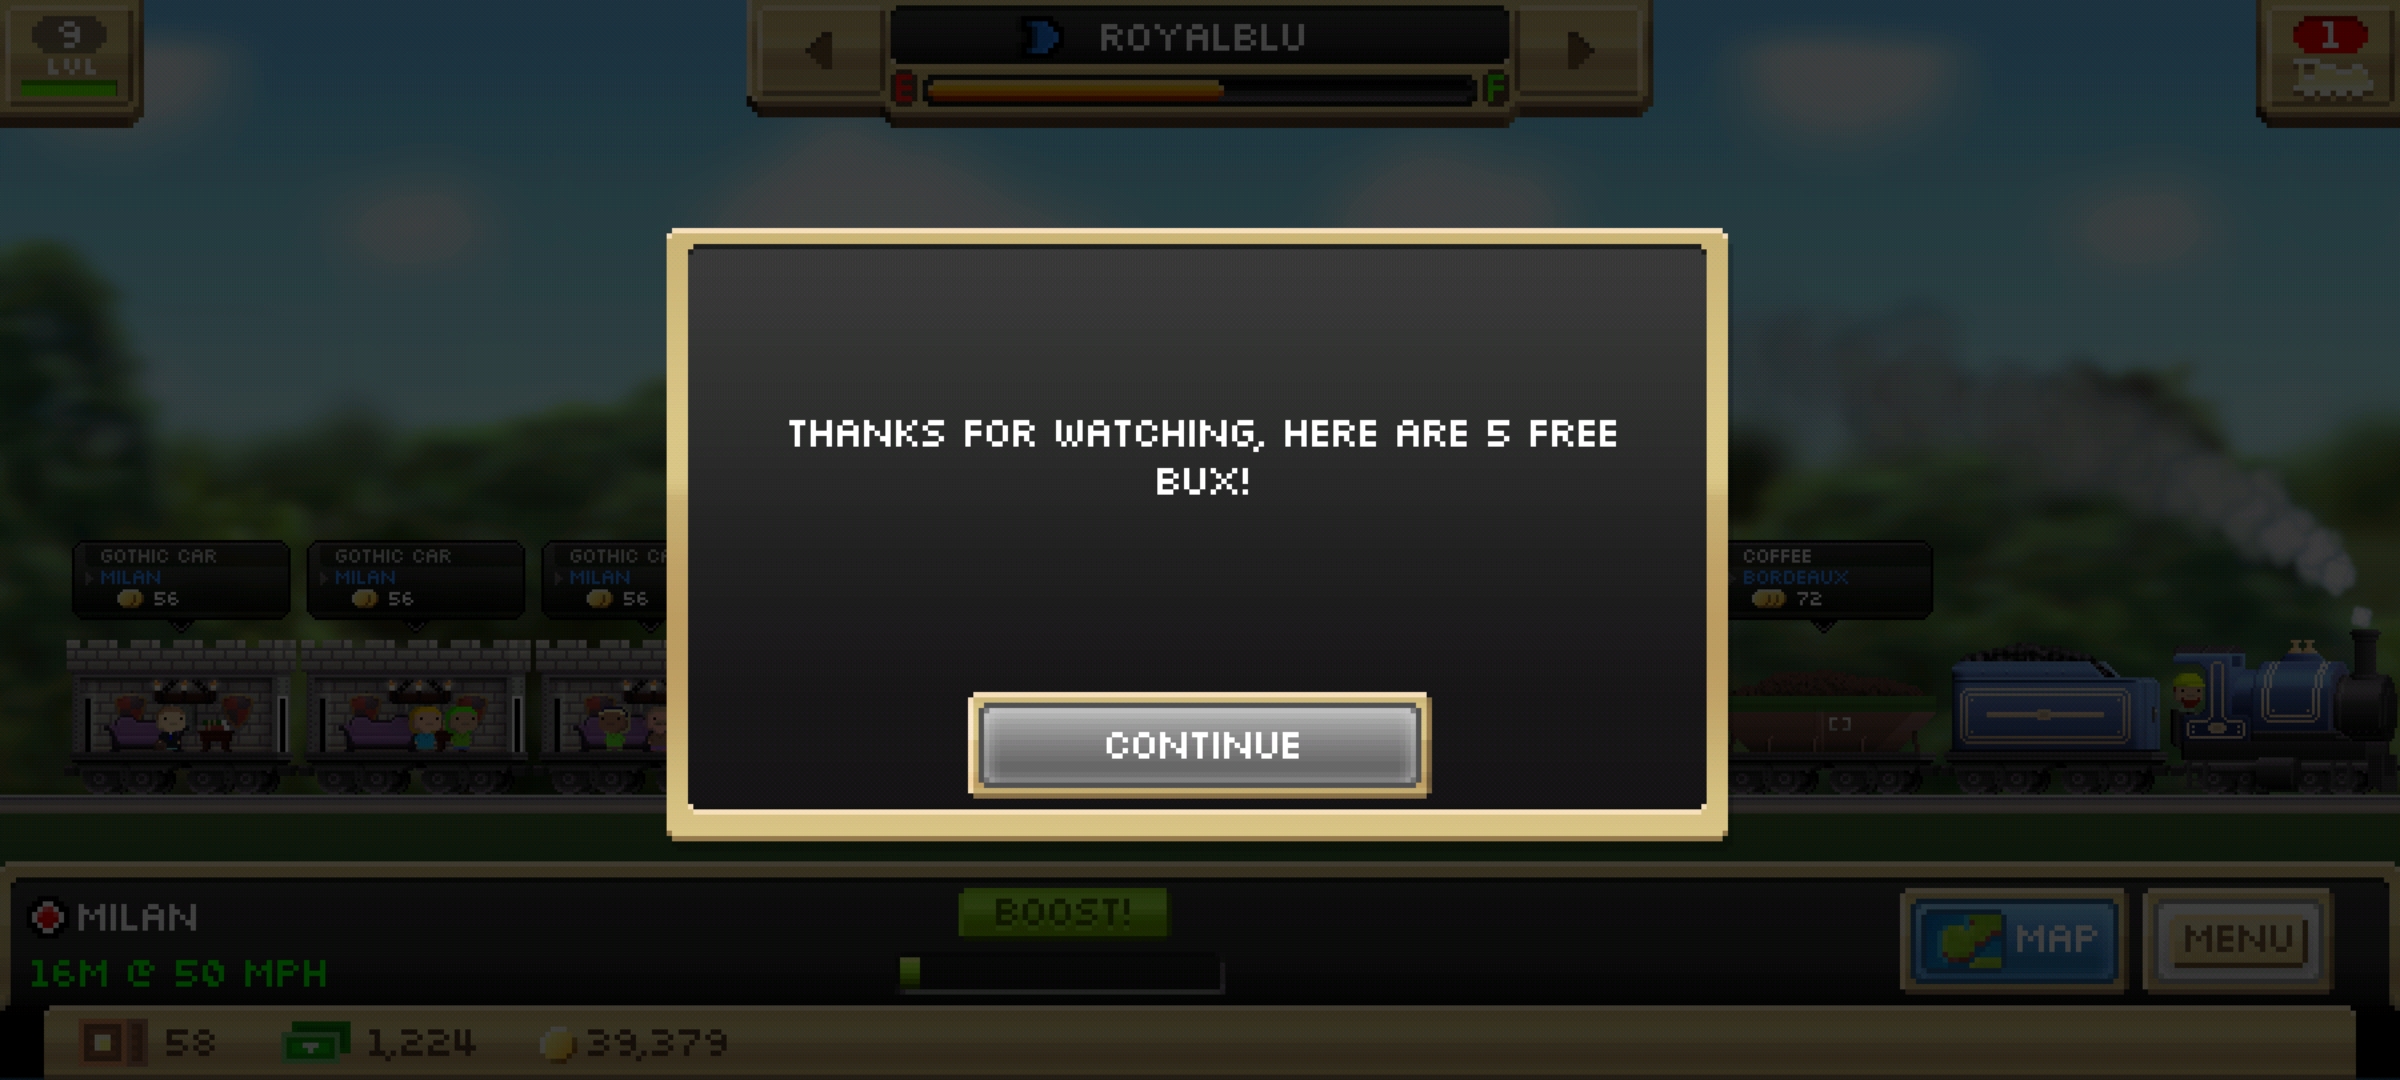 9
LVL
ROYALBLU
E F
1
THANKS FOR WATCHING, HERE ARE 5 FREE
BUX!
CONTINUE
GOTHIC CAR
MILAN
56
GOTHIC CAR
MILAN
56
GOTHIC
MILAN
56
COFFEE
BORDEAUX
72
MILAN
16M @ 50 MPH
BOOST!
MAP
MENU
58
1,224
39,379